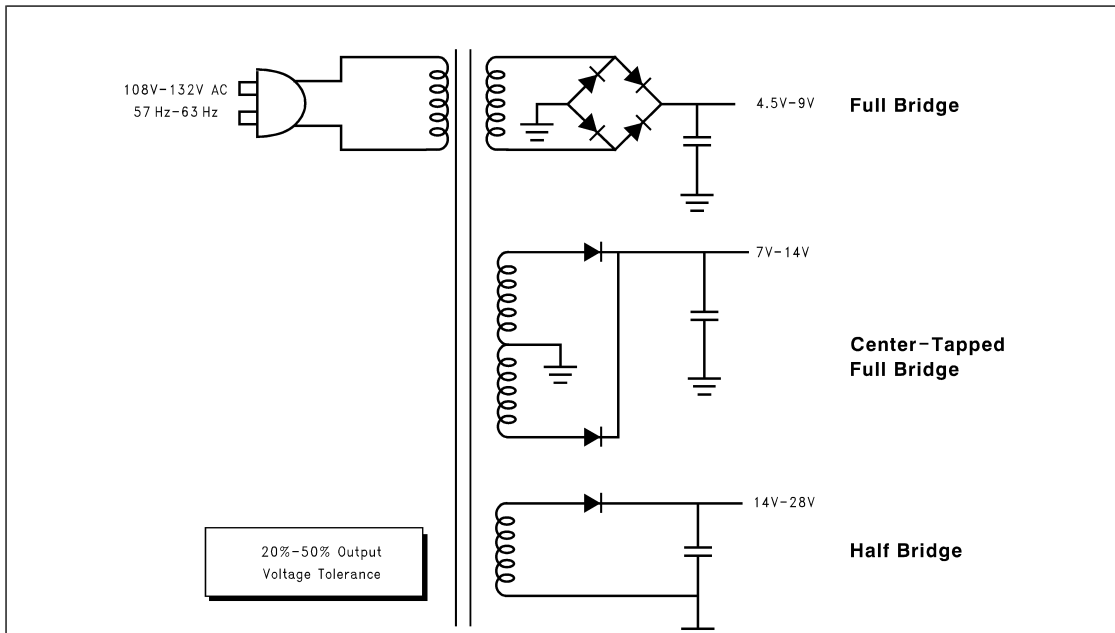 108V-132V AC
57 Hz-63 Hz
4.5V-9V
Full Bridge
7V-14V
Center-Tapped
Full Bridge
14V-28V
Half Bridge
20%-50% Output
Voltage Tolerance